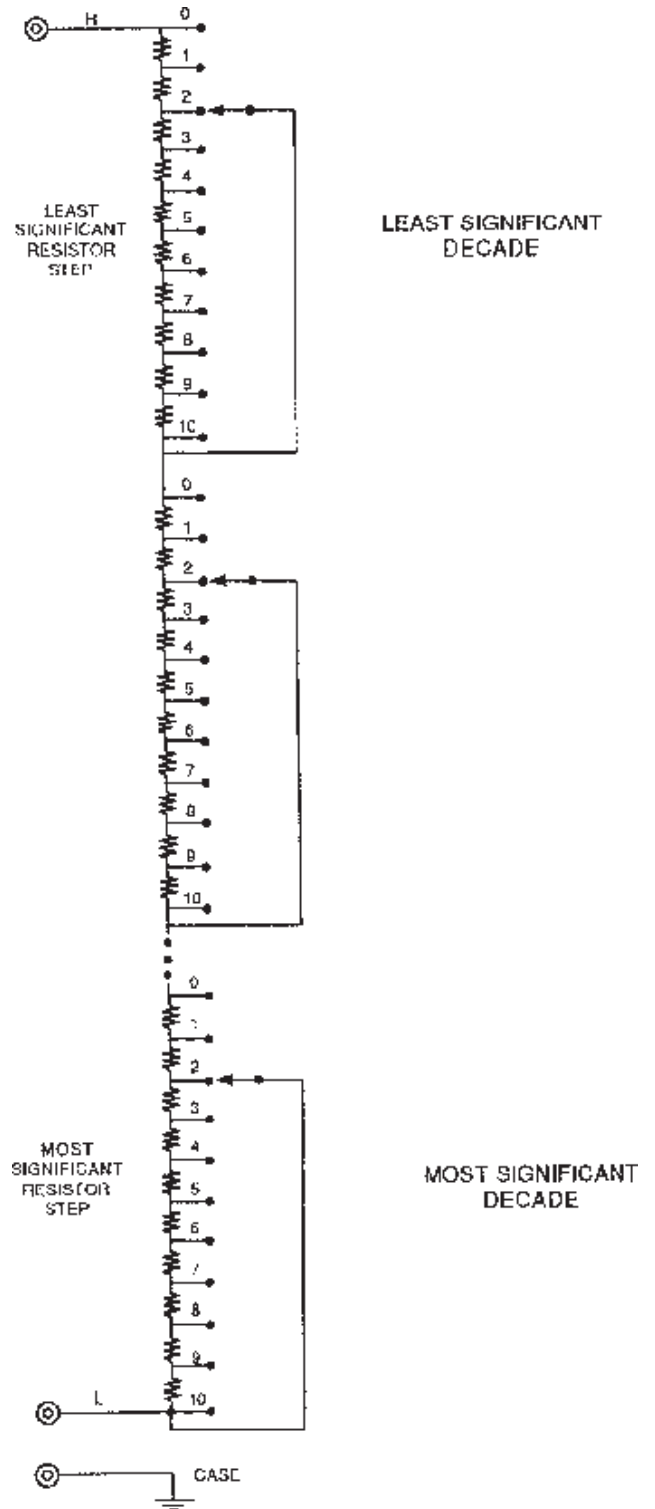 H
0
1
2
3
4
5
6
7
8
9
10
LEAST
SIGNIFICANT
RESISTOR
STEP
LEAST SIGNIFICANT
DECADE
0
1
2
3
4
5
6
7
8
9
10
0
1
2
3
4
5
6
7
8
9
10
MOST
SIGNIFICANT
RESISTOR
STEP
MOST SIGNIFICANT
DECADE
L
CASE